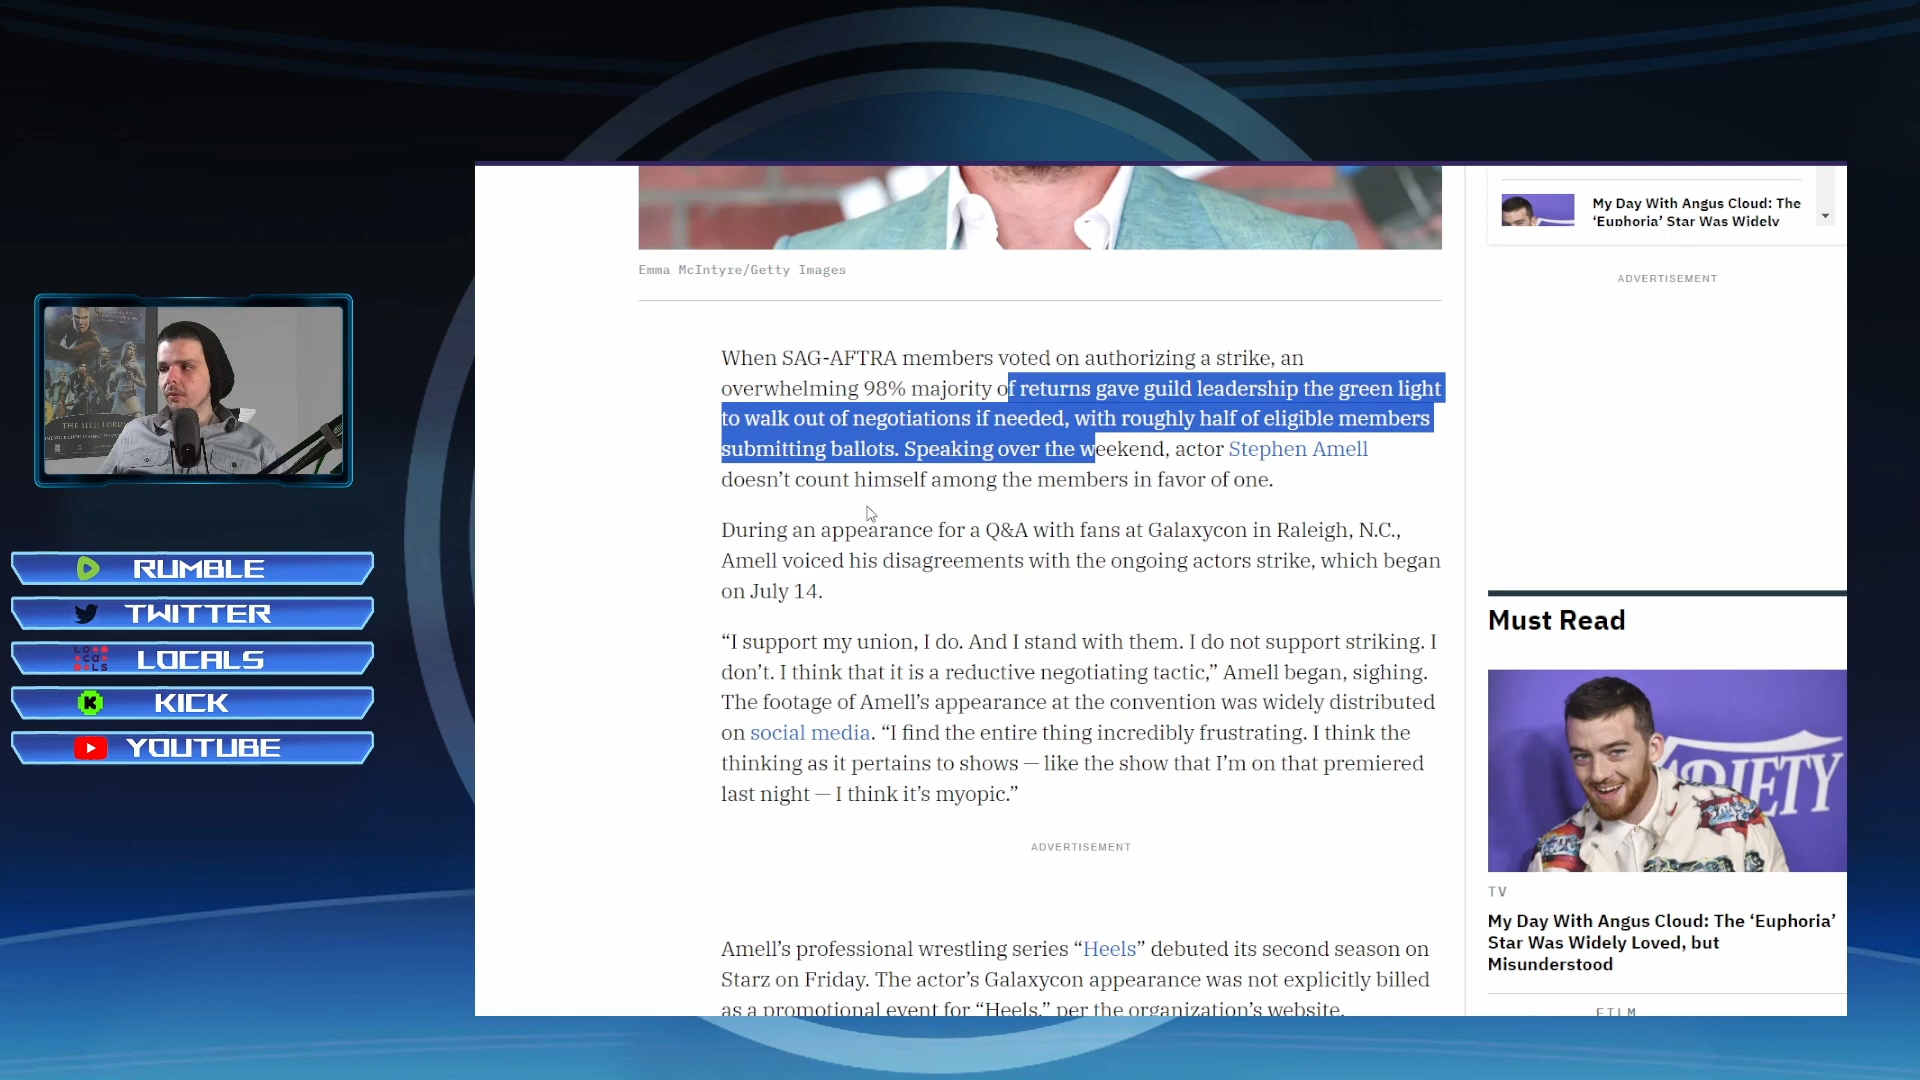 THE SITH LORDS
RUMBLE
TWITTER
LOCALS
LOCALS
KICK
YOUTUBE
Emma McIntyre/Getty Images
When SAG-AFTRA members voted on authorizing a strike, an
overwhelming 98% majority of returns gave guild leadership the green light
to walk out of negotiations if needed, with roughly half of eligible members
submitting ballots. Speaking over the weekend, actor Stephen Amell
doesn’t count himself among the members in favor of one.
During an appearance for a Q&A with fans at Galaxycon in Raleigh, N.C.,
Amell voiced his disagreements with the ongoing actors strike, which began
on July 14.
“I support my union, I do. And I stand with them. I do not support striking. I
don’t. I think that it is a reductive negotiating tactic,” Amell began, sighing.
The footage of Amell’s appearance at the convention was widely distributed
on social media. “I find the entire thing incredibly frustrating. I think the
thinking as it pertains to shows — like the show that I’m on that premiered
last night — I think it’s myopic.”
ADVERTISEMENT
Amell’s professional wrestling series “Heels” debuted its second season on
Starz on Friday. The actor’s Galaxycon appearance was not explicitly billed
as a promotional event for “Heels,” per the organization’s website.
My Day With Angus Cloud: The
‘Euphoria’ Star Was Widely
ADVERTISEMENT
Must Read
VARIETY
TV
My Day With Angus Cloud: The ‘Euphoria’
Star Was Widely Loved, but
Misunderstood
FILM